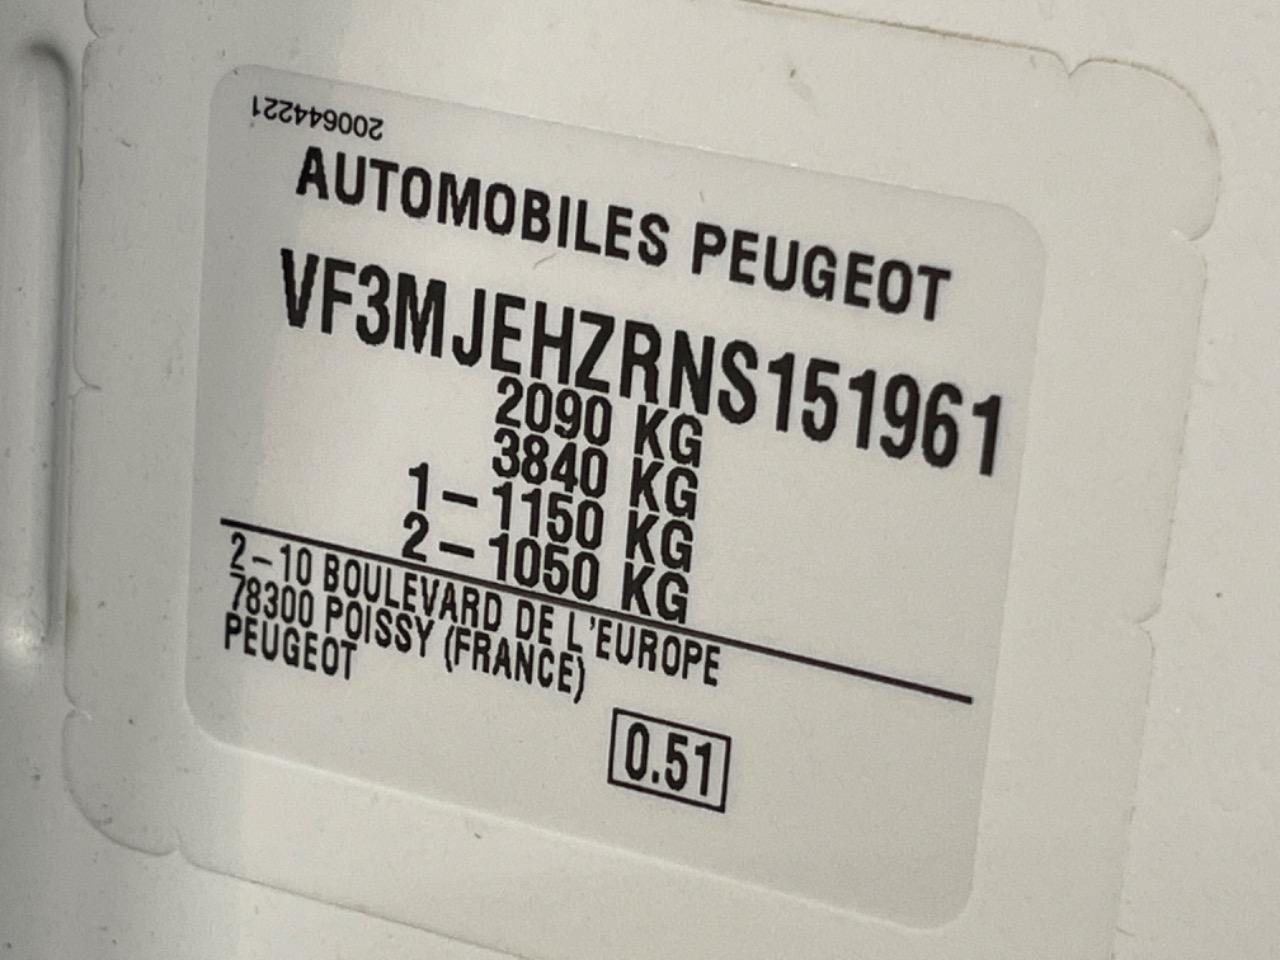 200644221
AUTOMOBILES PEUGEOT
VF3MJEHZRNS151961
2090 KG
3840 KG
1-1150 KG
2-1050 KG
2-10 BOULEVARD DE L'EUROPE
78300 POISSY (FRANCE)
PEUGEOT
0.51